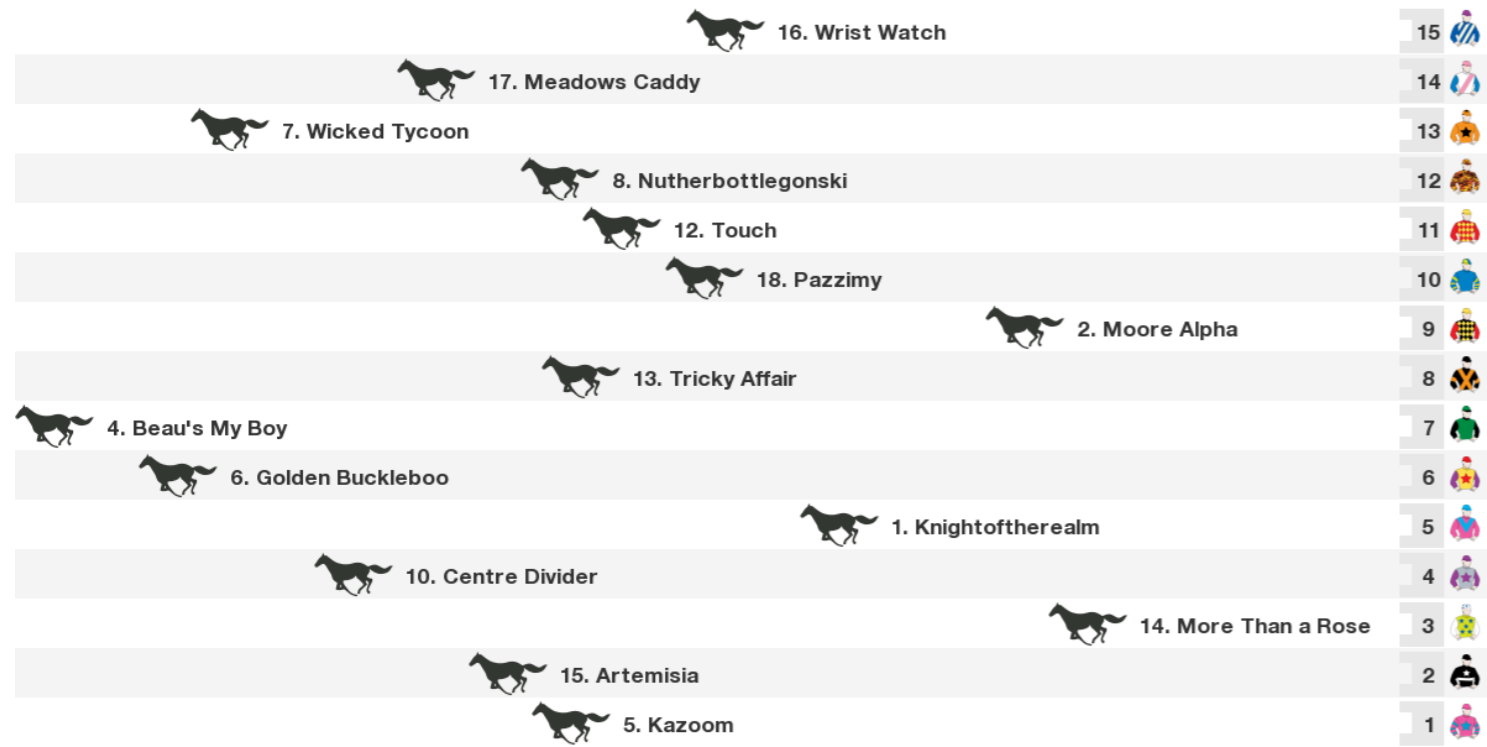 16. Wrist Watch 15
17. Meadows Caddy 14
7. Wicked Tycoon 13
8. Nutherbottlegonski 12
12. Touch 11
18. Pazzimy 10
2. Moore Alpha 9
13. Tricky Affair 8
4. Beau's My Boy 7
6. Golden Buckleboo 6
1. Knightoftherealm 5
10. Centre Divider 4
14. More Than a Rose 3
15. Artemisia 2
5. Kazoom 1